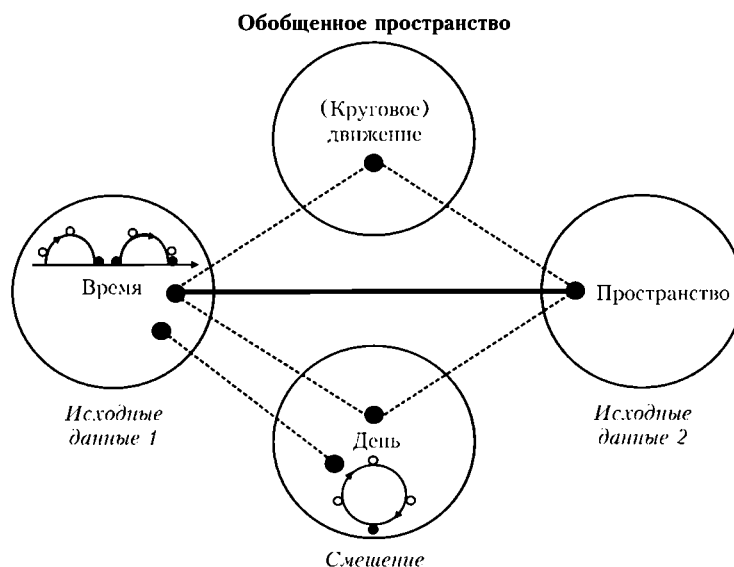 Обобщенное пространство
(Круговое)
движение
Время
Пространство
Исходные
данные 1
Исходные
данные 2
День
Смешение